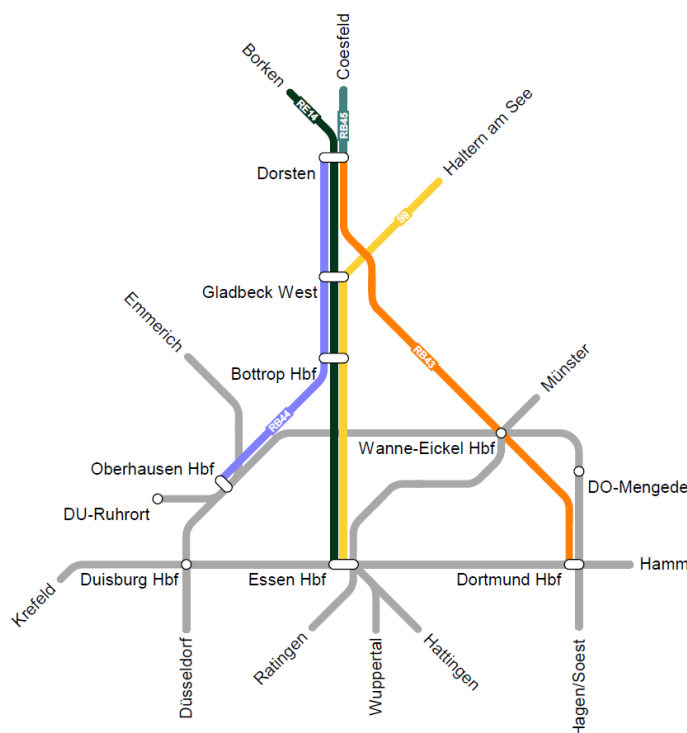 Borken
Coesfeld
RE14
RB45
Dorsten
Haltern am See
S9
Gladbeck West
Emmerich
Bottrop Hbf
RB43
Münster
RB44
Wanne-Eickel Hbf
Oberhausen Hbf
DO-Mengede
DU-Ruhrort
Krefeld
Duisburg Hbf
Essen Hbf
Dortmund Hbf
Hamm
Düsseldorf
Ratingen
Wuppertal
Hattingen
Hagen/Soest